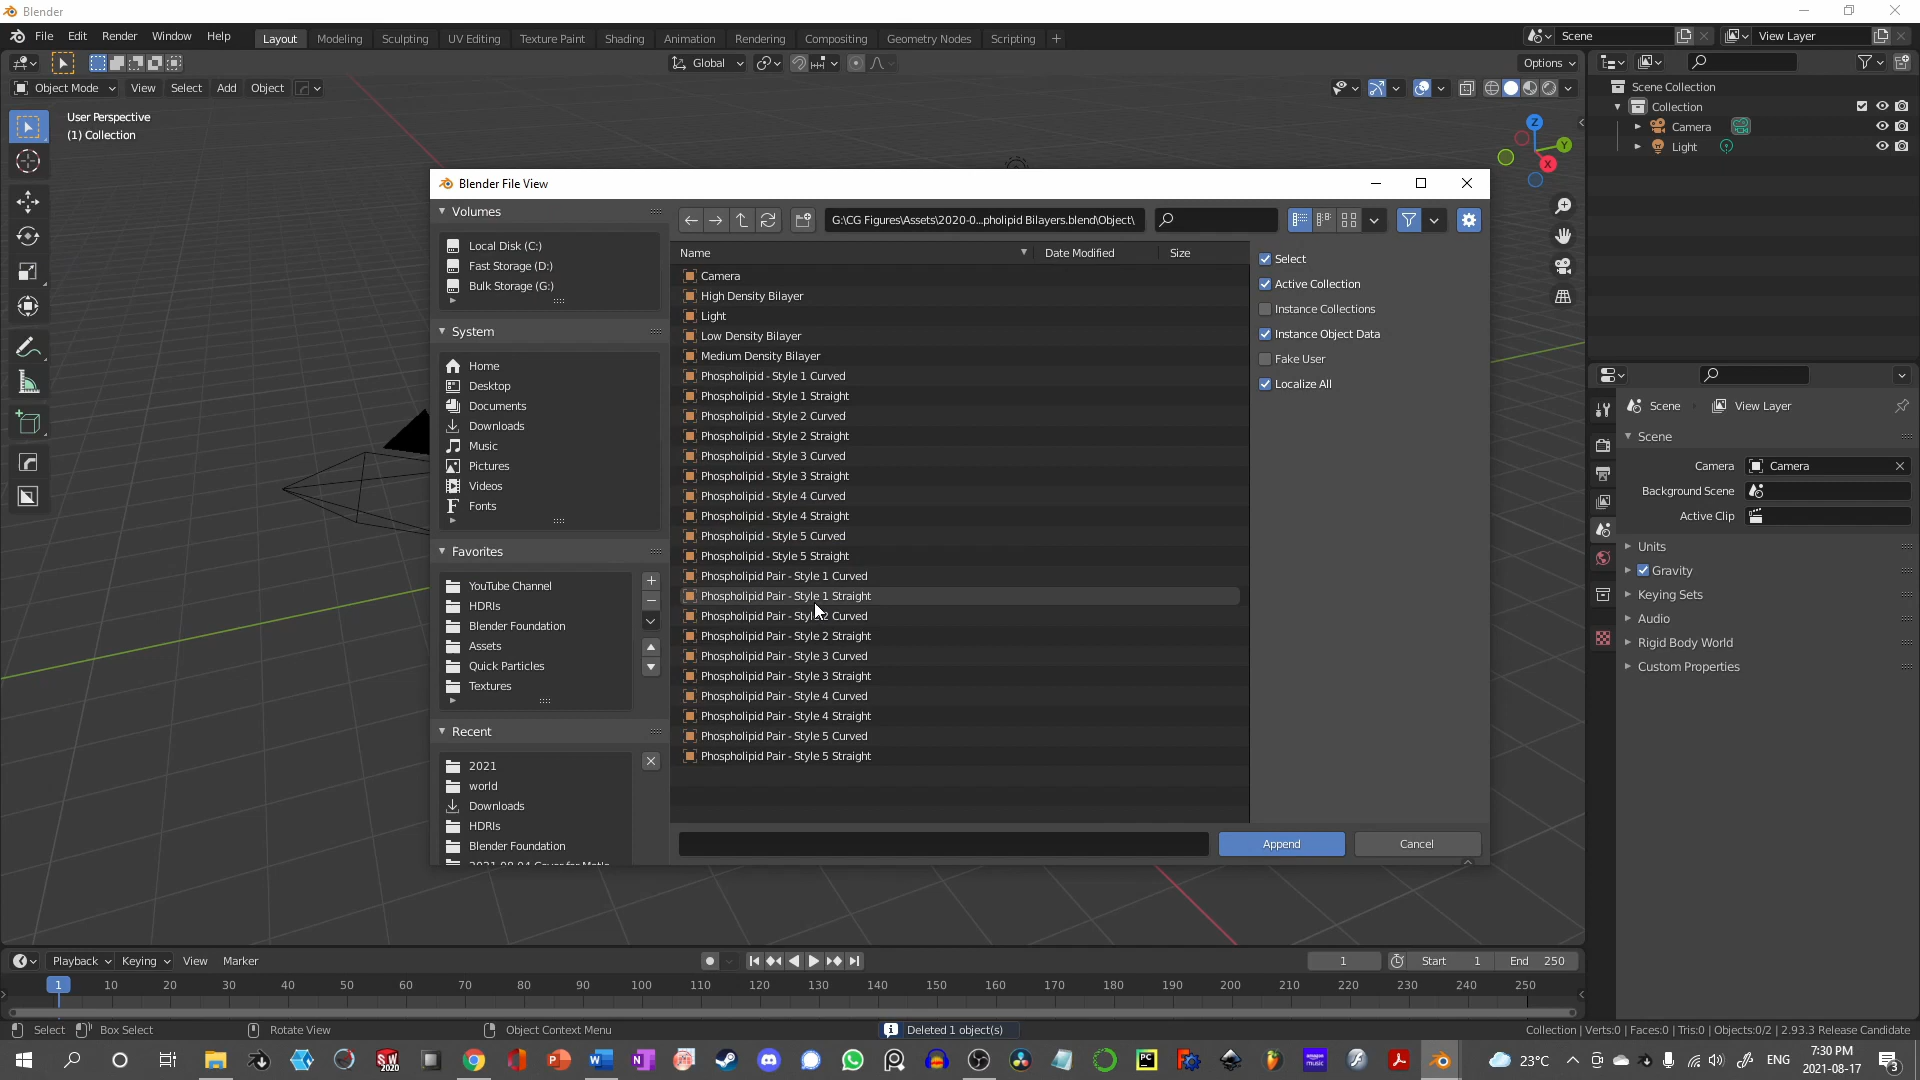 Blender
File Edit Render Window Help
Layout Modeling Sculpting UV Editing Texture Paint Shading Animation Rendering Compositing Geometry Nodes Scripting +
Scene
View Layer
Global
Options
Object Mode View Select Add Object
User Perspective
(1) Collection
Z
Y
X
Scene Collection
Collection
Camera
Light
Blender File View
Volumes
Local Disk (C:)
Fast Storage (D:)
Bulk Storage (G:)
System
Home
Desktop
Documents
Downloads
Music
Pictures
Videos
Fonts
Favorites
YouTube Channel
HDRIs
Blender Foundation
Assets
Quick Particles
Textures
Recent
2021
world
Downloads
HDRIs
Blender Foundation
G:\CG Figures\Assets\2020-0...pholipid Bilayers.blend\Object\
Name Date Modified Size
Camera
High Density Bilayer
Light
Low Density Bilayer
Medium Density Bilayer
Phospholipid - Style 1 Curved
Phospholipid - Style 1 Straight
Phospholipid - Style 2 Curved
Phospholipid - Style 2 Straight
Phospholipid - Style 3 Curved
Phospholipid - Style 3 Straight
Phospholipid - Style 4 Curved
Phospholipid - Style 4 Straight
Phospholipid - Style 5 Curved
Phospholipid - Style 5 Straight
Phospholipid Pair - Style 1 Curved
Phospholipid Pair - Style 1 Straight
Phospholipid Pair - Style 2 Curved
Phospholipid Pair - Style 2 Straight
Phospholipid Pair - Style 3 Curved
Phospholipid Pair - Style 3 Straight
Phospholipid Pair - Style 4 Curved
Phospholipid Pair - Style 4 Straight
Phospholipid Pair - Style 5 Curved
Phospholipid Pair - Style 5 Straight
Select
Active Collection
Instance Collections
Instance Object Data
Fake User
Localize All
Append
Cancel
Scene View Layer
Scene
Camera Camera
Background Scene
Active Clip
Units
Gravity
Keying Sets
Audio
Rigid Body World
Custom Properties
Playback Keying View Marker
1 Start 1 End 250
1 10 20 30 40 50 60 70 80 90 100 110 120 130 140 150 160 170 180 190 200 210 220 230 240 250
Select Box Select Rotate View Object Context Menu
Deleted 1 object(s)
Collection | Verts:0 | Faces:0 | Tris:0 | Objects:0/2 | 2.93.3 Release Candidate
23°C
ENG
7:30 PM
2021-08-17
3